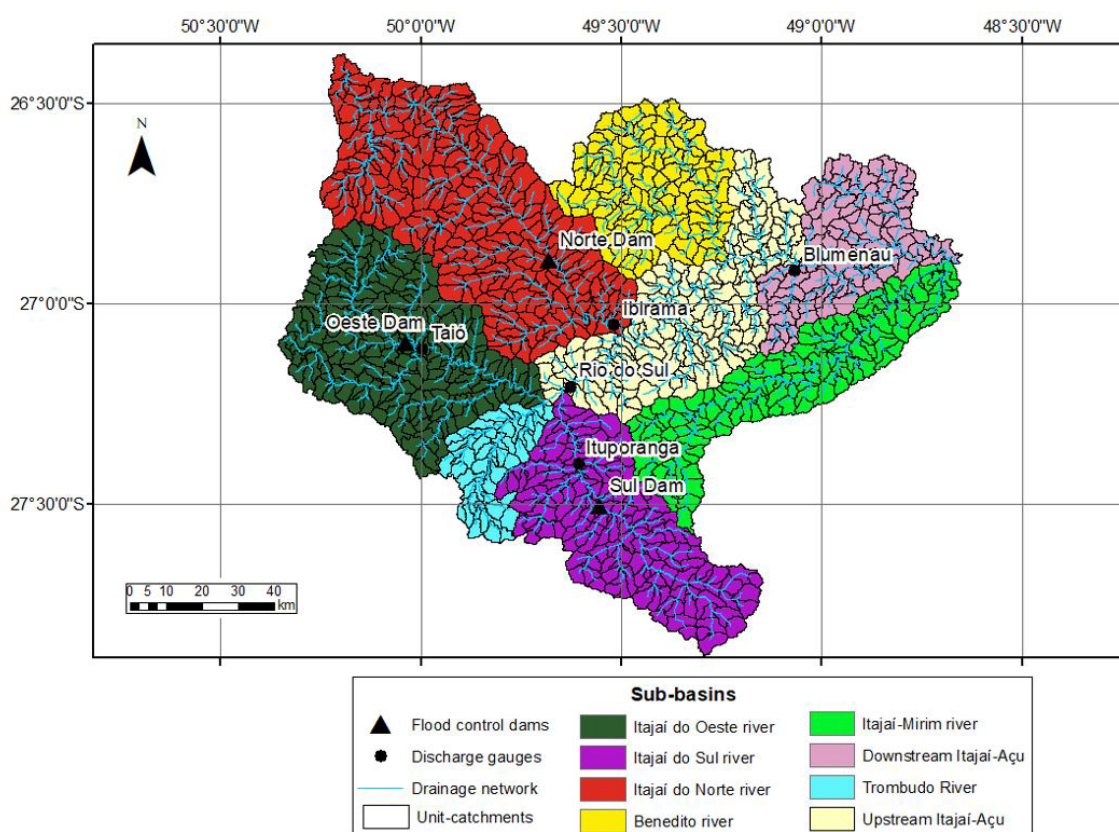 50°30'0"W 50°0'0"W 49°30'0"W 49°0'0"W 48°30'0"W
26°30'0"S
N
Norte Dam
Blumenau
27°0'0"S
Ibirama
Oeste Dam
Taió
Rio do Sul
Ituporanga
Sul Dam
27°30'0"S
0 5 10 20 30 40
km
Sub-basins
Flood control dams
Discharge gauges
Drainage network
Unit-catchments
Itajaí do Oeste river
Itajaí do Sul river
Itajaí do Norte river
Benedito river
Itajaí-Mirim river
Downstream Itajaí-Açu
Trombudo River
Upstream Itajaí-Açu